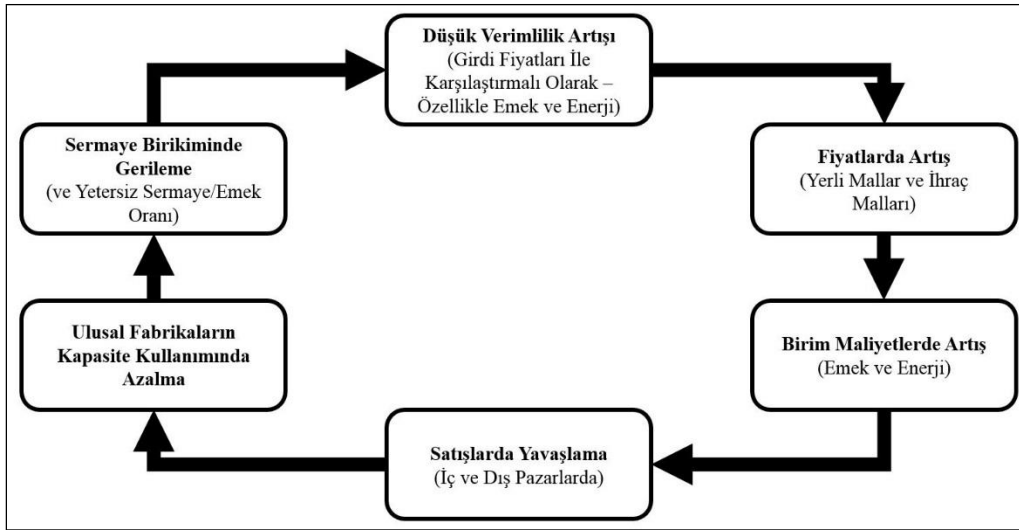 Düşük Verimlilik Artışı
(Girdi Fiyatları İle
Karşılaştırmalı Olarak –
Özellikle Emek ve Enerji)
Fiyatlarda Artış
(Yerli Mallar ve İhraç
Malları)
Birim Maliyetlerde Artış
(Emek ve Enerji)
Satışlarda Yavaşlama
(İç ve Dış Pazarlarda)
Ulusal Fabrikaların
Kapasite Kullanımında
Azalma
Sermaye Birikiminde
Gerileme
(ve Yetersiz Sermaye/Emek
Oranı)